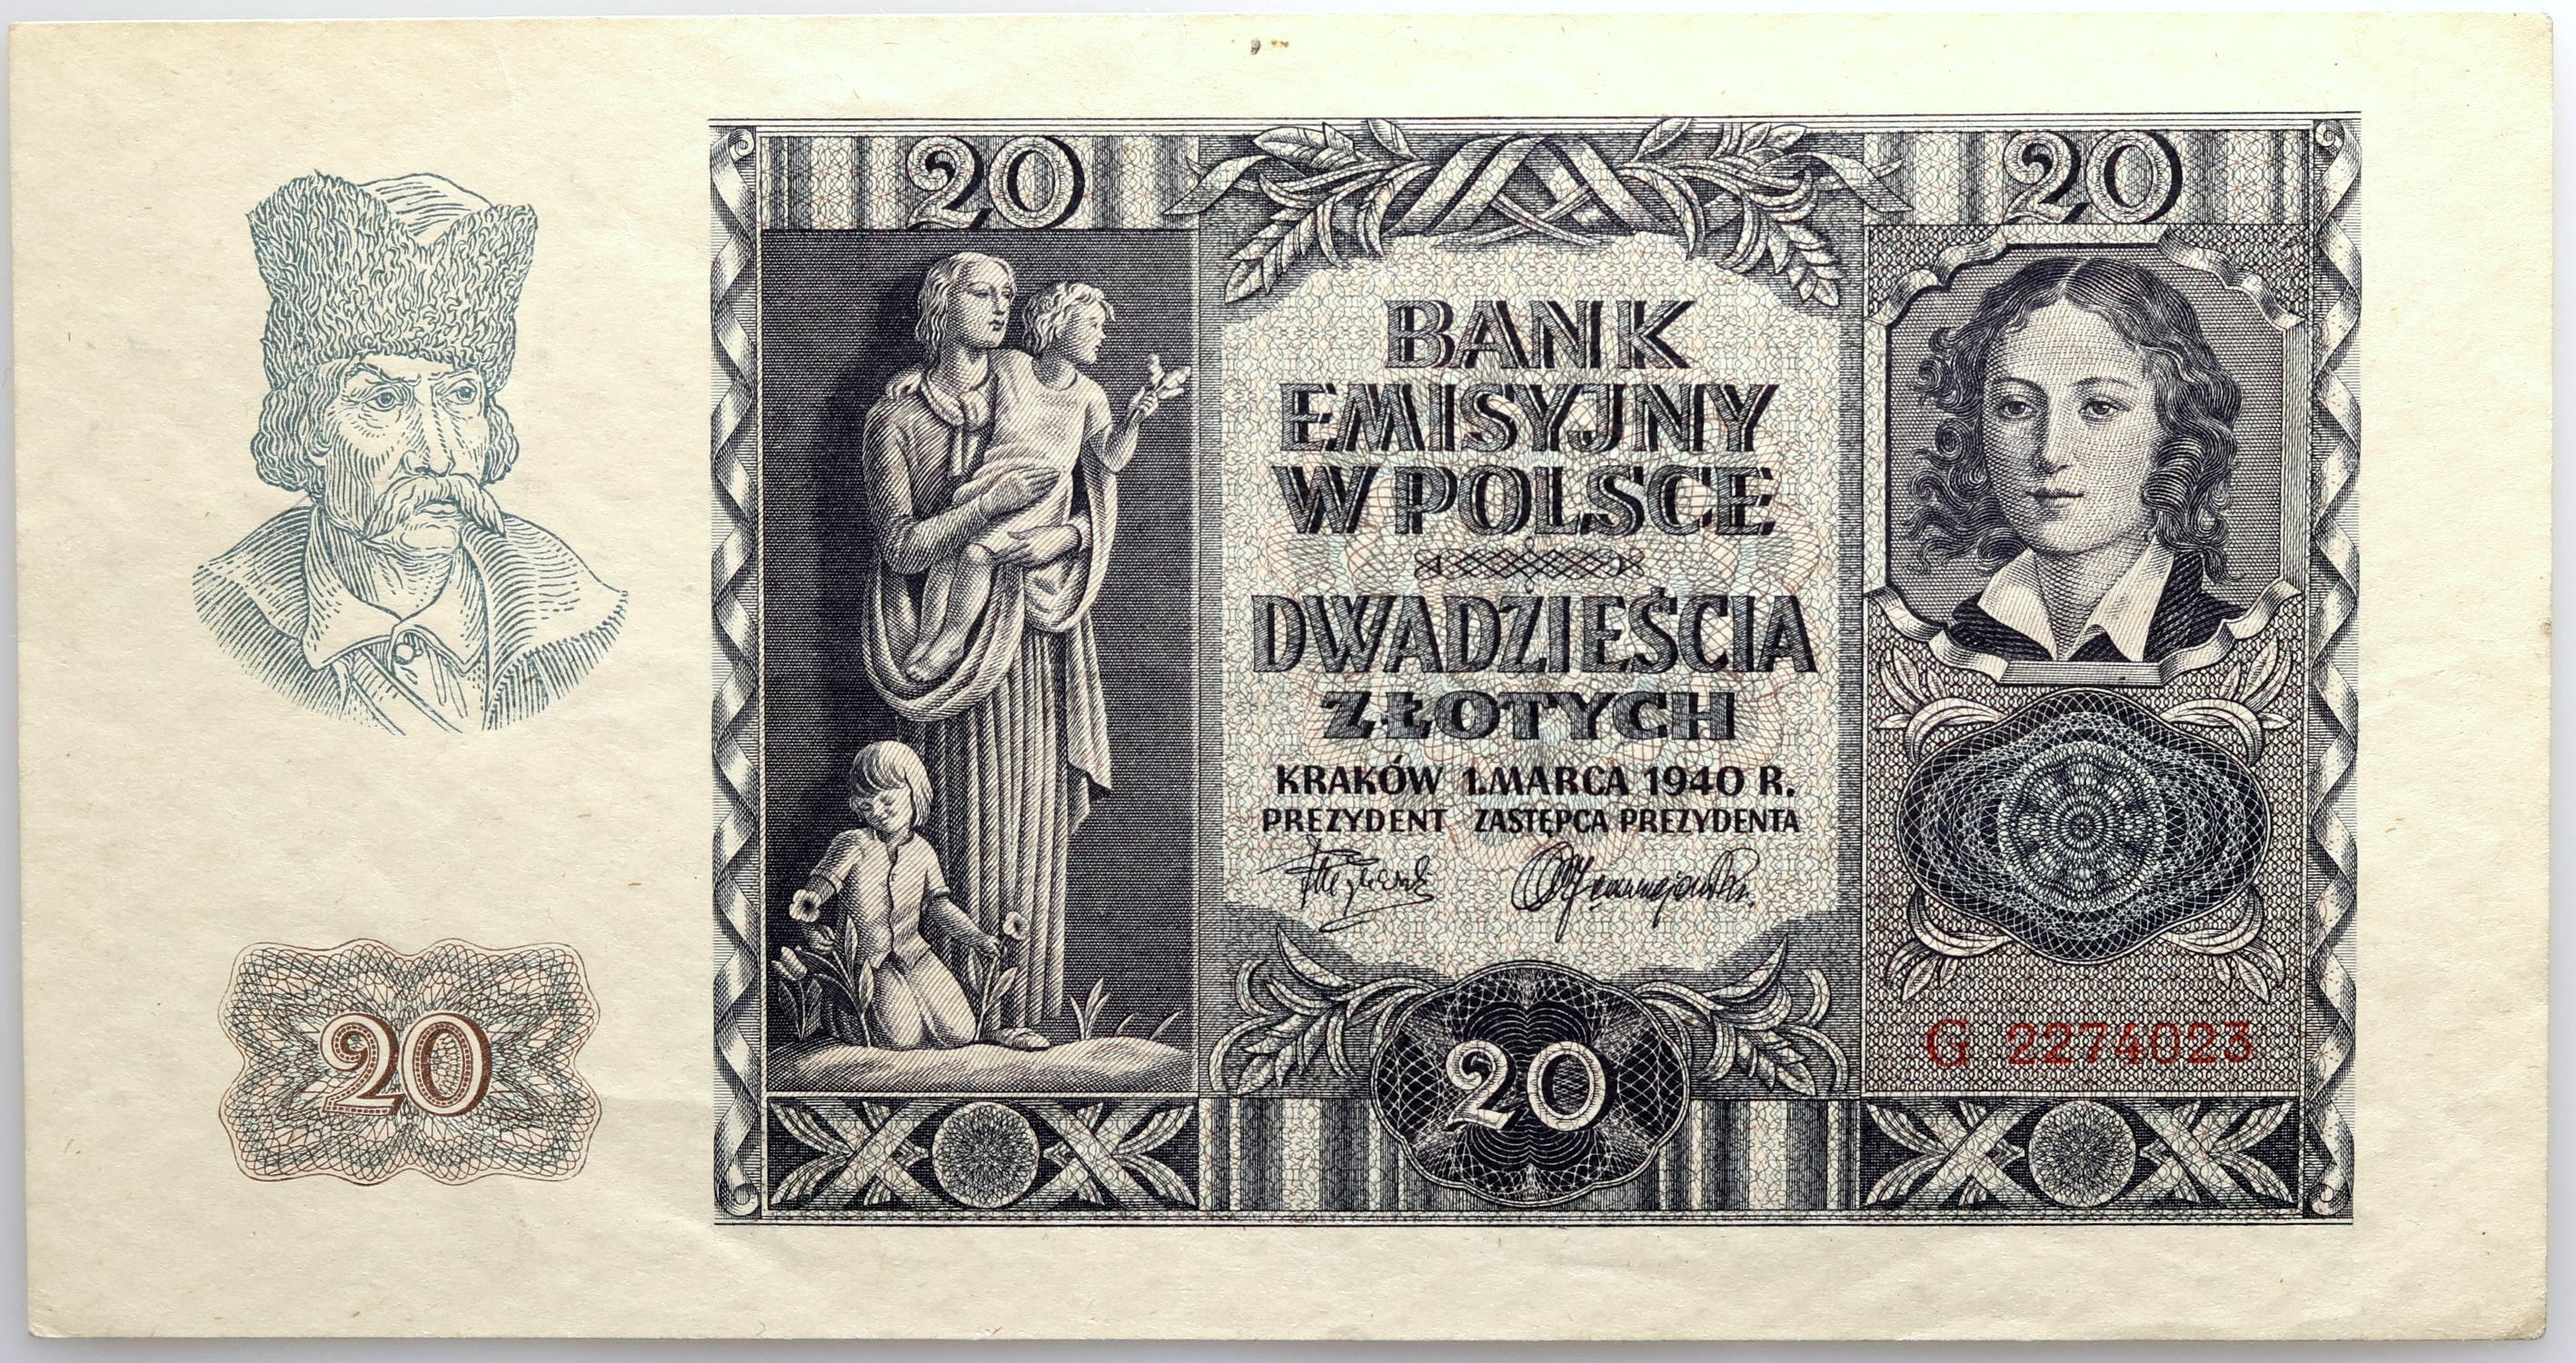 20
20
BANK
EMISYJNY
W POLSCE
DWADZIEŚCIA
ZŁOTYCH
KRAKÓW 1. MARCA 1940 R.
PREZYDENT ZASTĘPCA PREZYDENTA
G 2274023
20
20